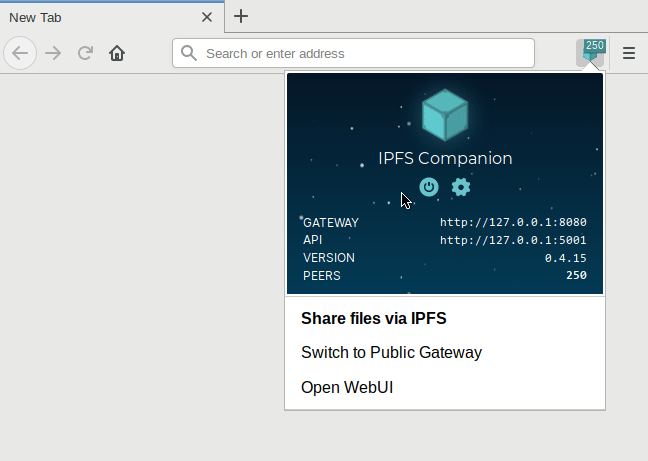 New Tab
Search or enter address
250
IPFS Companion
GATEWAY http://127.0.0.1:8080
API http://127.0.0.1:5001
VERSION 0.4.15
PEERS 250
Share files via IPFS
Switch to Public Gateway
Open WebUI